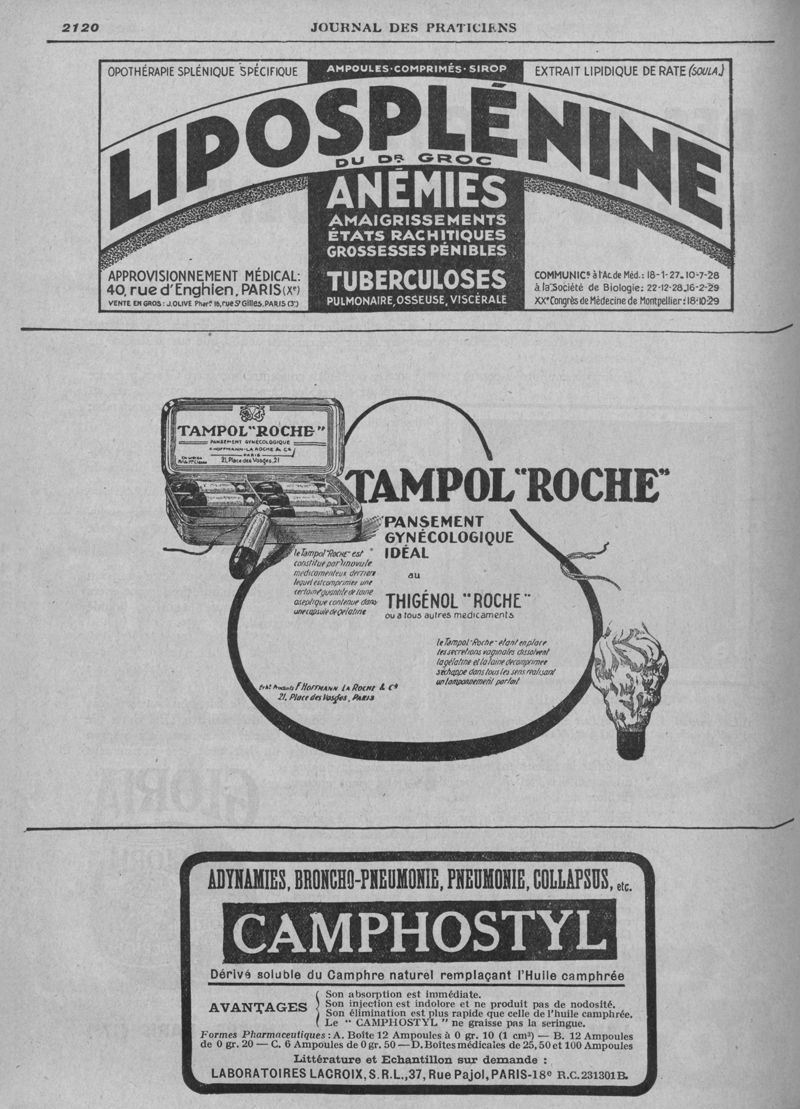 2120 JOURNAL DES PRATICIENS
OPOTHÉRAPIE SPLÉNIQUE SPÉCIFIQUE
AMPOULES-COMPRIMÉS-SIROP
EXTRAIT LIPIDIQUE DE RATE (SOULA.)
LIPOSPLÉNINE
DU DR GROC
ANÉMIES
AMAIGRISSEMENTS
ÉTATS RACHITIQUES
GROSSESSES PÉNIBLES
TUBERCULOSES
PULMONAIRE, OSSEUSE, VISCÉRALE
APPROVISIONNEMENT MÉDICAL:
40, rue d'Enghien, PARIS (Xe)
VENTE EN GROS: J.OLIVE Pharn 16, rue St Gilles, PARIS (3e)
COMMUNICs à l'Ac. de Méd.: 18-1-27_10-7-28
à la Société de Biologie: 22-12-28_16-2-29
XXe Congrès de Médecine de Montpellier: 18-10-29
TAMPOL "ROCHE"
PANSEMENT GYNÉCOLOGIQUE
F. HOFFMANN-LA ROCHE & Cie
PARIS
21, Place des Vosges, 21
TAMPOL "ROCHE"
PANSEMENT
GYNÉCOLOGIQUE
IDÉAL
au
THIGÉNOL "ROCHE"
ou à tous autres médicaments
le Tampol "ROCHE" est
constitué par 1 ovule
médicamenteux derrière
lequel est comprimée une
certaine quantité de laine
aseptique contenue dans
une capsule de gélatine
le Tampol "Roche" étant en place
les secrétions vaginales dissolvent
la gélatine et la laine décomprimée
s'échappe dans tous les sens réalisant
un tamponnement parfait
Produits F. HOFFMANN LA ROCHE & Co
21, Place des Vosges, PARIS
ADYNAMIES, BRONCHO-PNEUMONIE, PNEUMONIE, COLLAPSUS, etc.
CAMPHOSTYL
Dérivé soluble du Camphre naturel remplaçant l'Huile camphrée
AVANTAGES
Son absorption est immédiate.
Son injection est indolore et ne produit pas de nodosité.
Son élimination est plus rapide que celle de l'huile camphrée.
Le " CAMPHOSTYL " ne graisse pas la seringue.
Formes Pharmaceutiques : A. Boîte 12 Ampoules à 0 gr. 10 (1 cm³) — B. 12 Ampoules
de 0 gr. 20 — C. 6 Ampoules de 0 gr. 50 — D. Boîtes médicales de 25, 50 et 100 Ampoules
Littérature et Echantillon sur demande :
LABORATOIRES LACROIX, S.R.L., 37, Rue Pajol, PARIS-18e R.C. 231301 B.